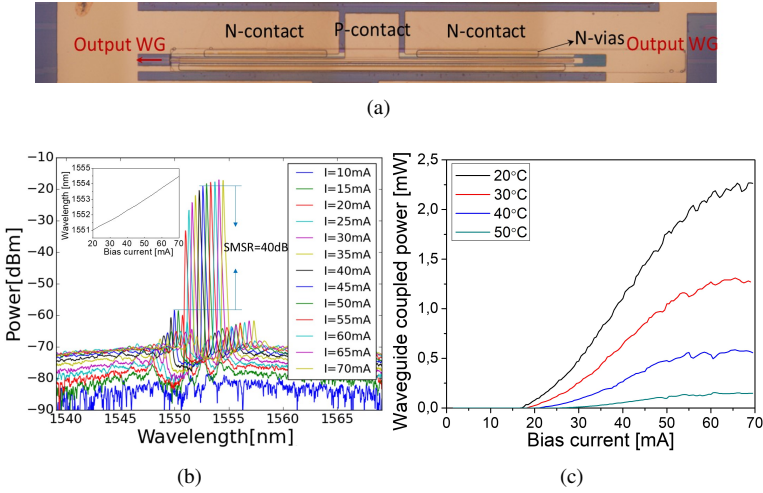 N-contact P-contact N-contact
Output WG N-vias Output WG
(a)
Power[dBm]
−10
−20
−30
−40
−50
−60
−70
−80
−90
1540 1545 1550 1555 1560 1565
Wavelength[nm]
Wavelength [nm]
1555
1554
1553
1552
1551
20 30 40 50 60 70
Bias current [mA]
SMSR=40dB
I=10mA
I=15mA
I=20mA
I=25mA
I=30mA
I=35mA
I=40mA
I=45mA
I=50mA
I=55mA
I=60mA
I=65mA
I=70mA
(b)
Waveguide coupled power [mW]
2,5
2,0
1,5
1,0
0,5
0,0
0 10 20 30 40 50 60 70
Bias current [mA]
20°C
30°C
40°C
50°C
(c)